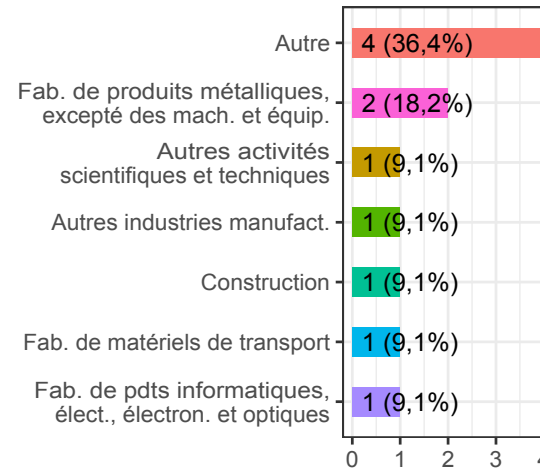 Autre
4 (36,4%)
Fab. de produits métalliques,
excepté des mach. et équip.
2 (18,2%)
Autres activités
scientifiques et techniques
1 (9,1%)
Autres industries manufact.
1 (9,1%)
Construction
1 (9,1%)
Fab. de matériels de transport
1 (9,1%)
Fab. de pdts informatiques,
élect., électron. et optiques
1 (9,1%)
0 1 2 3 4